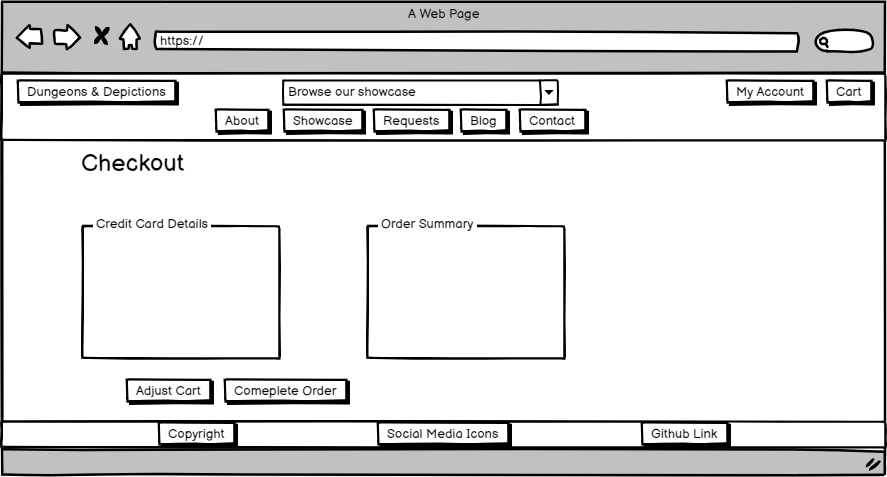 A Web Page
https://
Dungeons & Depictions
Browse our showcase
My Account
Cart
About
Showcase
Requests
Blog
Contact
Checkout
Credit Card Details
Order Summary
Adjust Cart
Comeplete Order
Copyright
Social Media Icons
Github Link